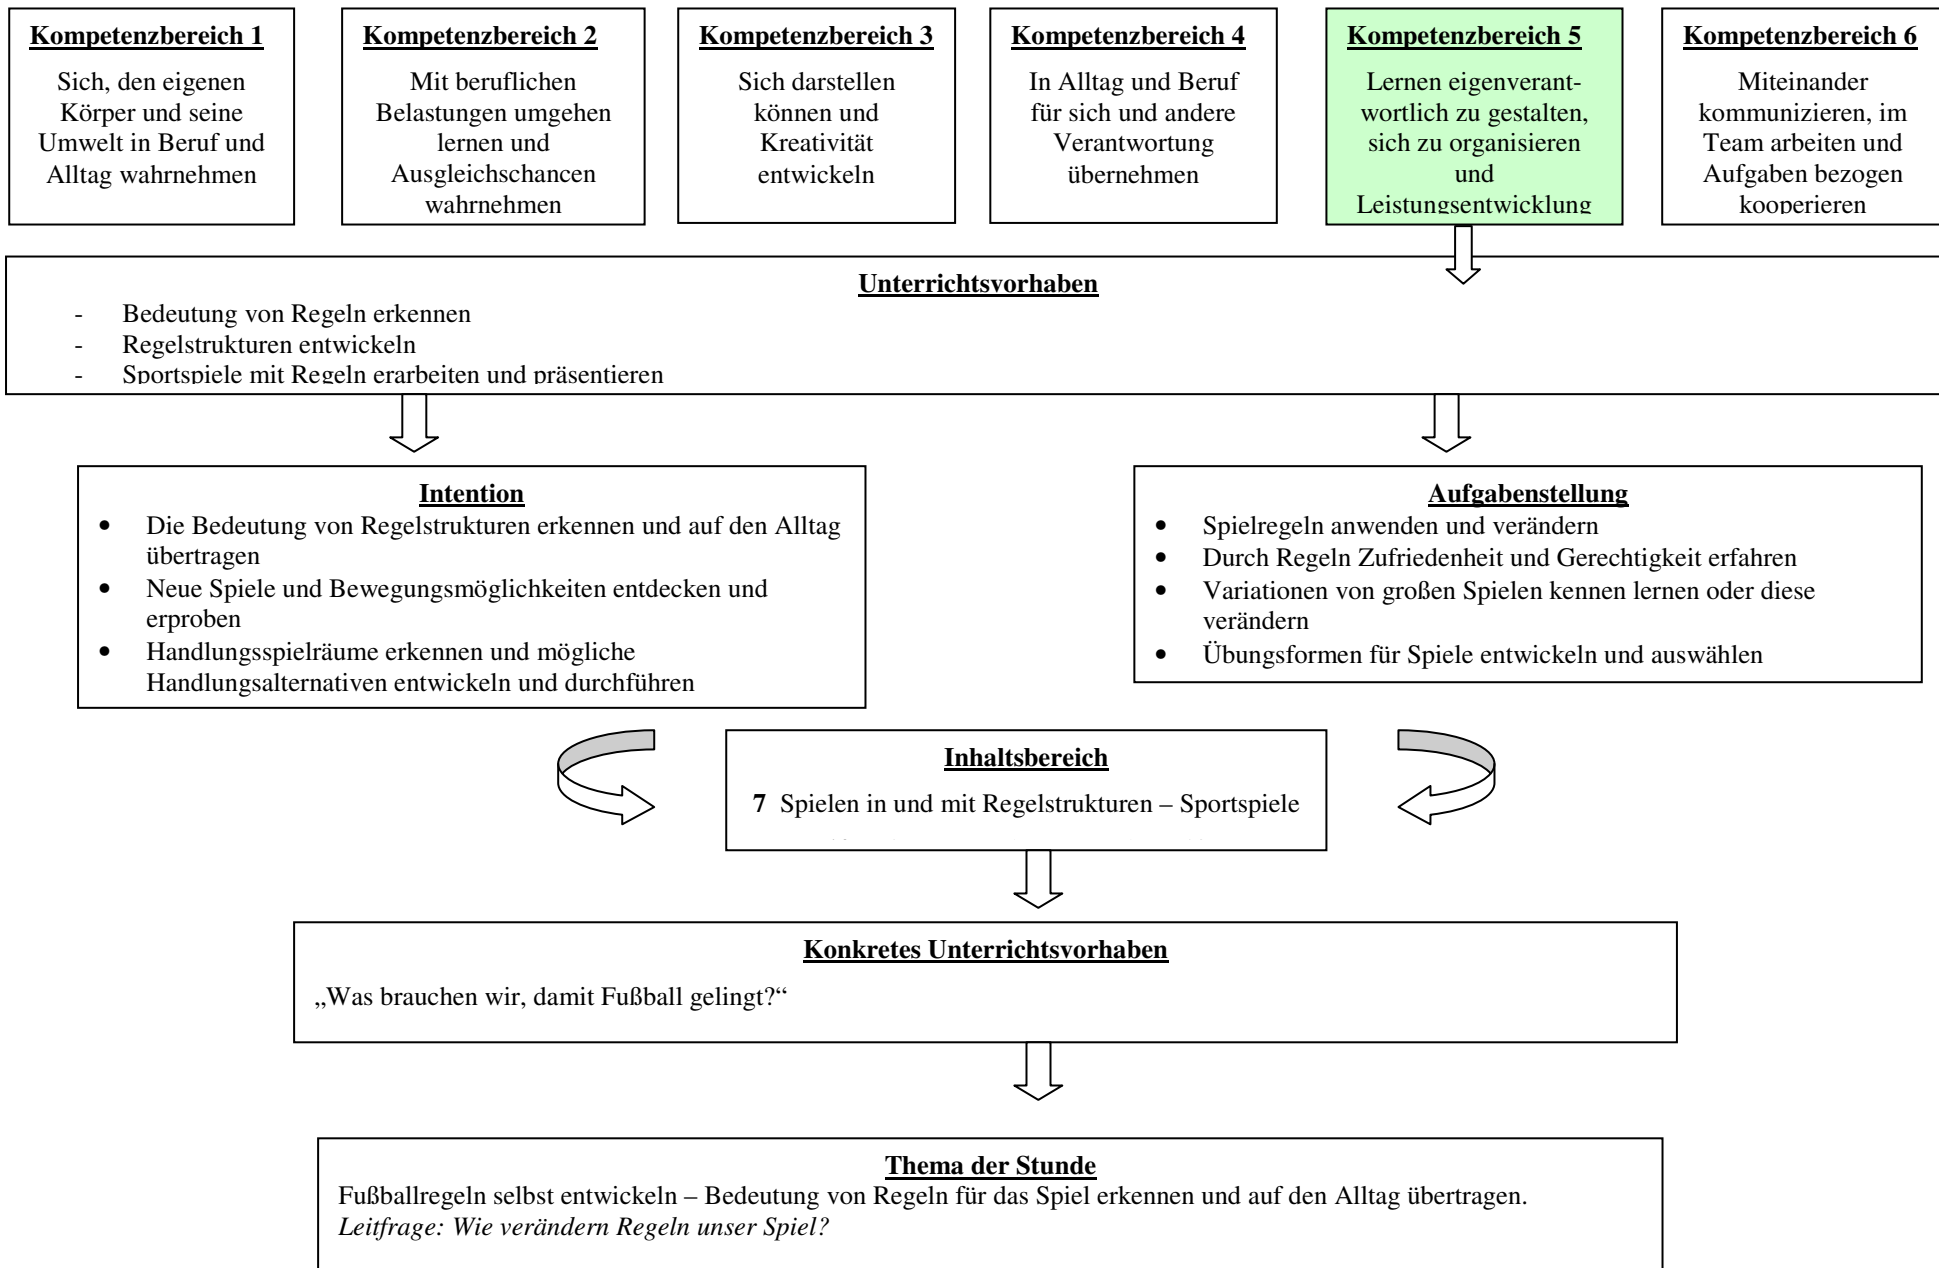 Kompetenzbereich 1
Sich, den eigenen
Körper und seine
Umwelt in Beruf und
Alltag wahrnehmen
Kompetenzbereich 2
Mit beruflichen
Belastungen umgehen
lernen und
Ausgleichschancen
wahrnehmen
Kompetenzbereich 3
Sich darstellen
können und
Kreativität
entwickeln
Kompetenzbereich 4
In Alltag und Beruf
für sich und andere
Verantwortung
übernehmen
Kompetenzbereich 5
Lernen eigenverant-
wortlich zu gestalten,
sich zu organisieren
und
Leistungsentwicklung
Kompetenzbereich 6
Miteinander
kommunizieren, im
Team arbeiten und
Aufgaben bezogen
kooperieren
Unterrichtsvorhaben
- Bedeutung von Regeln erkennen
- Regelstrukturen entwickeln
- Sportspiele mit Regeln erarbeiten und präsentieren
Intention
• Die Bedeutung von Regelstrukturen erkennen und auf den Alltag
übertragen
• Neue Spiele und Bewegungsmöglichkeiten entdecken und
erproben
• Handlungsspielräume erkennen und mögliche
Handlungsalternativen entwickeln und durchführen
Aufgabenstellung
• Spielregeln anwenden und verändern
• Durch Regeln Zufriedenheit und Gerechtigkeit erfahren
• Variationen von großen Spielen kennen lernen oder diese
verändern
• Übungsformen für Spiele entwickeln und auswählen
Inhaltsbereich
7 Spielen in und mit Regelstrukturen – Sportspiele
Konkretes Unterrichtsvorhaben
„Was brauchen wir, damit Fußball gelingt?“
Thema der Stunde
Fußballregeln selbst entwickeln – Bedeutung von Regeln für das Spiel erkennen und auf den Alltag übertragen.
Leitfrage: Wie verändern Regeln unser Spiel?